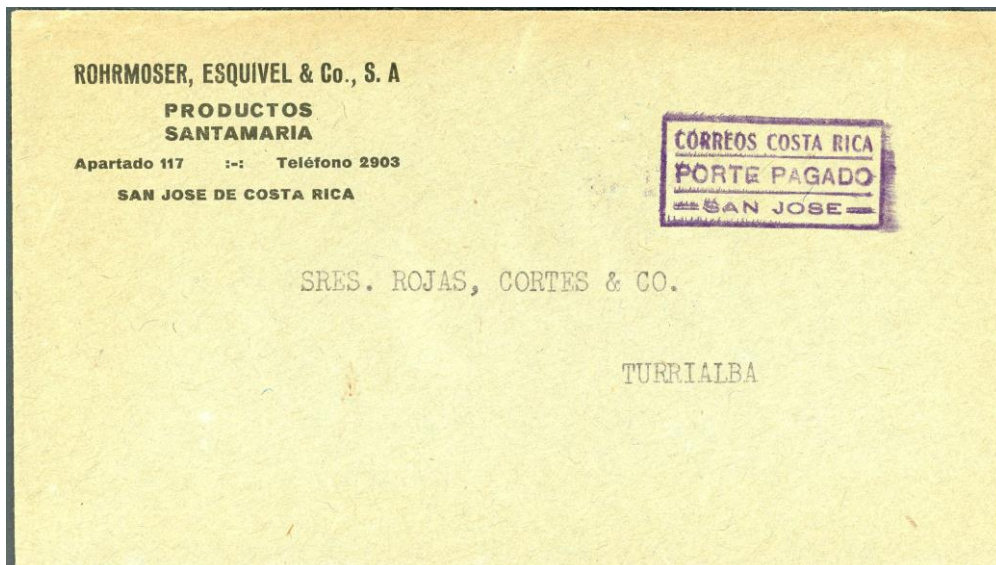 ROHRMOSER, ESQUIVEL & Co., S. A
PRODUCTOS
SANTAMARIA
Apartado 117 :-: Teléfono 2903
SAN JOSE DE COSTA RICA
CORREOS COSTA RICA
PORTE PAGADO
SAN JOSE
SRES. ROJAS, CORTES & CO.
TURRIALBA